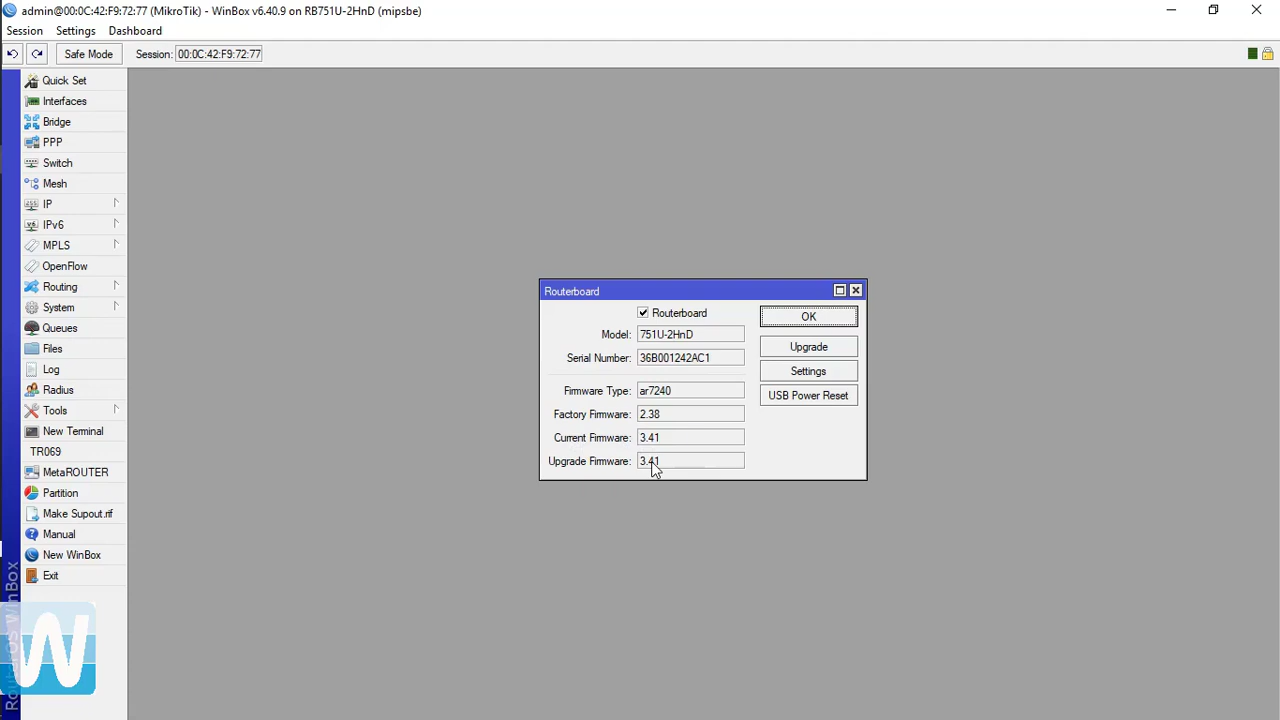 admin@00:0C:42:F9:72:77 (MikroTik) - WinBox v6.40.9 on RB751U-2HnD (mipsbe)
Session Settings Dashboard
Safe Mode Session: 00:0C:42:F9:72:77
Quick Set
Interfaces
Bridge
PPP
Switch
Mesh
IP
IPv6
MPLS
OpenFlow
Routing
System
Queues
Files
Log
Radius
Tools
New Terminal
TR069
MetaROUTER
Partition
Make Supout.rif
Manual
New WinBox
Exit
RouterOS WinBox
W
Routerboard
Routerboard
Model: 751U-2HnD
Serial Number: 36B001242AC1
Firmware Type: ar7240
Factory Firmware: 2.38
Current Firmware: 3.41
Upgrade Firmware: 3.41
OK
Upgrade
Settings
USB Power Reset